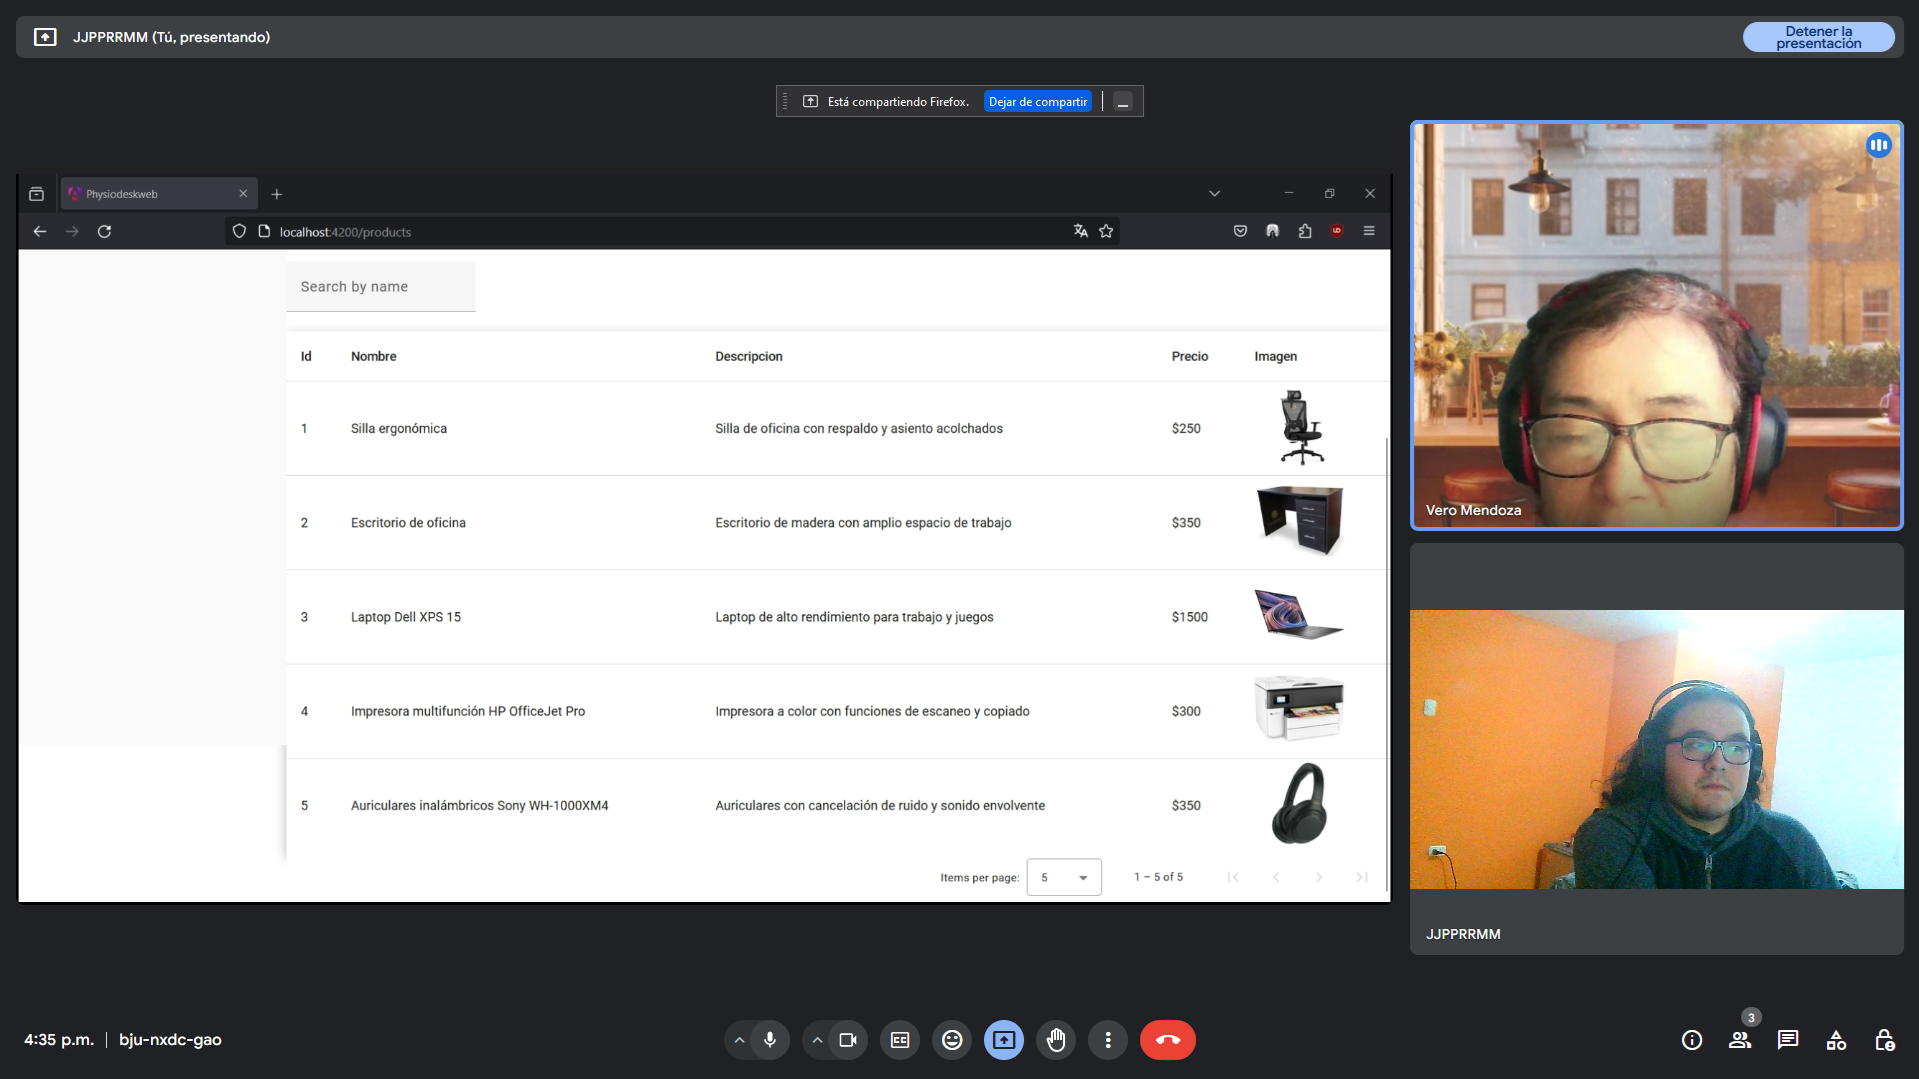 JJPPRRMM (Tú, presentando)
Detener la
presentación
Está compartiendo Firefox.
Dejar de compartir
Physiodeskweb
localhost:4200/products
Search by name
Id Nombre Descripcion Precio Imagen
1 Silla ergonómica Silla de oficina con respaldo y asiento acolchados $250
2 Escritorio de oficina Escritorio de madera con amplio espacio de trabajo $350
3 Laptop Dell XPS 15 Laptop de alto rendimiento para trabajo y juegos $1500
4 Impresora multifunción HP OfficeJet Pro Impresora a color con funciones de escaneo y copiado $300
5 Auriculares inalámbricos Sony WH-1000XM4 Auriculares con cancelación de ruido y sonido envolvente $350
Items per page: 5 1 – 5 of 5
Vero Mendoza
JJPPRRMM
4:35 p.m. | bju-nxdc-gao
3